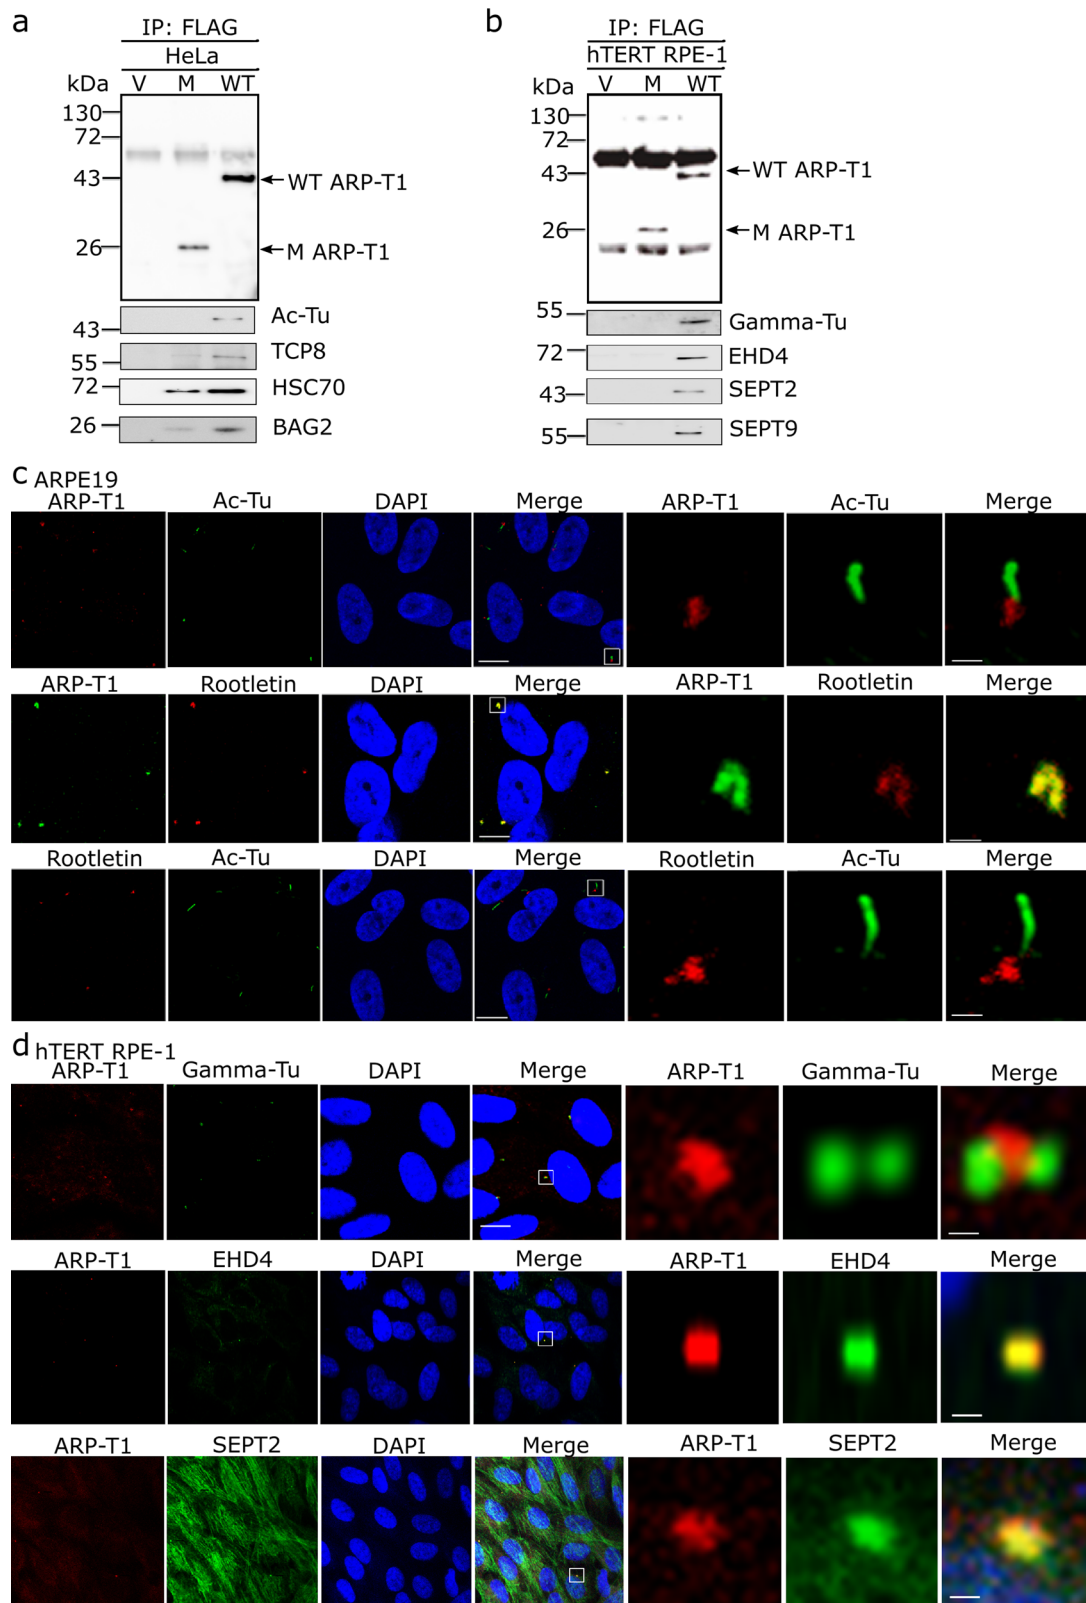 a
IP: FLAG
HeLa
kDa V M WT
130
72
43
26
WT ARP-T1
M ARP-T1
43
Ac-Tu
55
TCP8
72
HSC70
26
BAG2
b
IP: FLAG
hTERT RPE-1
kDa V M WT
130
72
43
26
WT ARP-T1
M ARP-T1
55
Gamma-Tu
72
EHD4
43
SEPT2
55
SEPT9
c ARPE19
ARP-T1 Ac-Tu DAPI Merge ARP-T1 Ac-Tu Merge
ARP-T1 Rootletin DAPI Merge ARP-T1 Rootletin Merge
Rootletin Ac-Tu DAPI Merge Rootletin Ac-Tu Merge
d hTERT RPE-1
ARP-T1 Gamma-Tu DAPI Merge ARP-T1 Gamma-Tu Merge
ARP-T1 EHD4 DAPI Merge ARP-T1 EHD4 Merge
ARP-T1 SEPT2 DAPI Merge ARP-T1 SEPT2 Merge